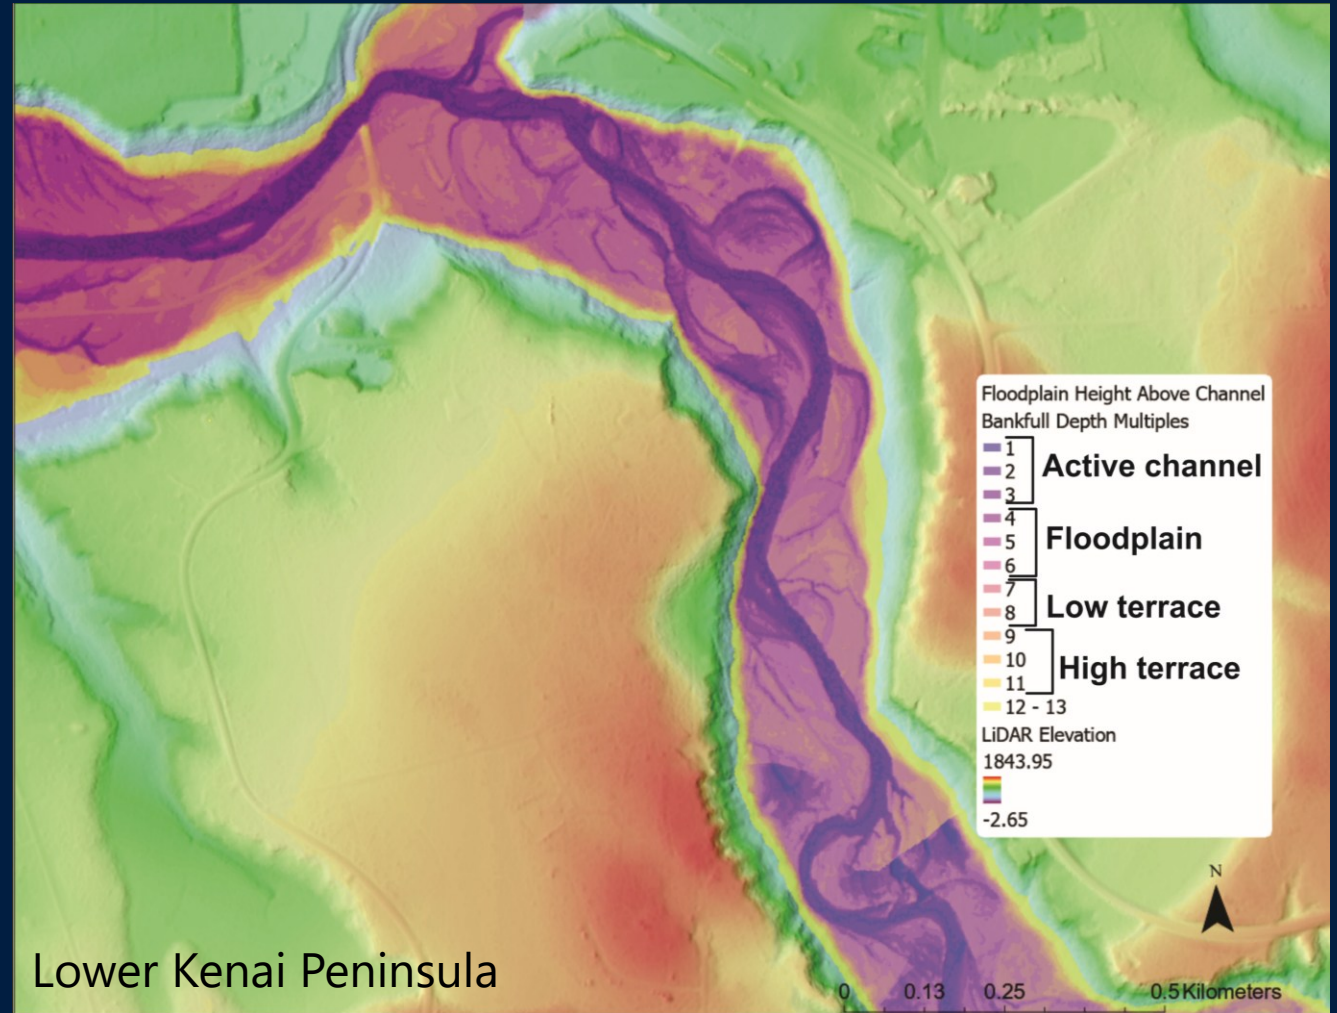 Floodplain Height Above Channel
Bankfull Depth Multiples
1
2
3
Active channel
4
5
6
Floodplain
7
8
Low terrace
9
10
11
High terrace
12 - 13
LiDAR Elevation
1843.95
-2.65
N
Lower Kenai Peninsula
0 0.13 0.25 0.5 Kilometers